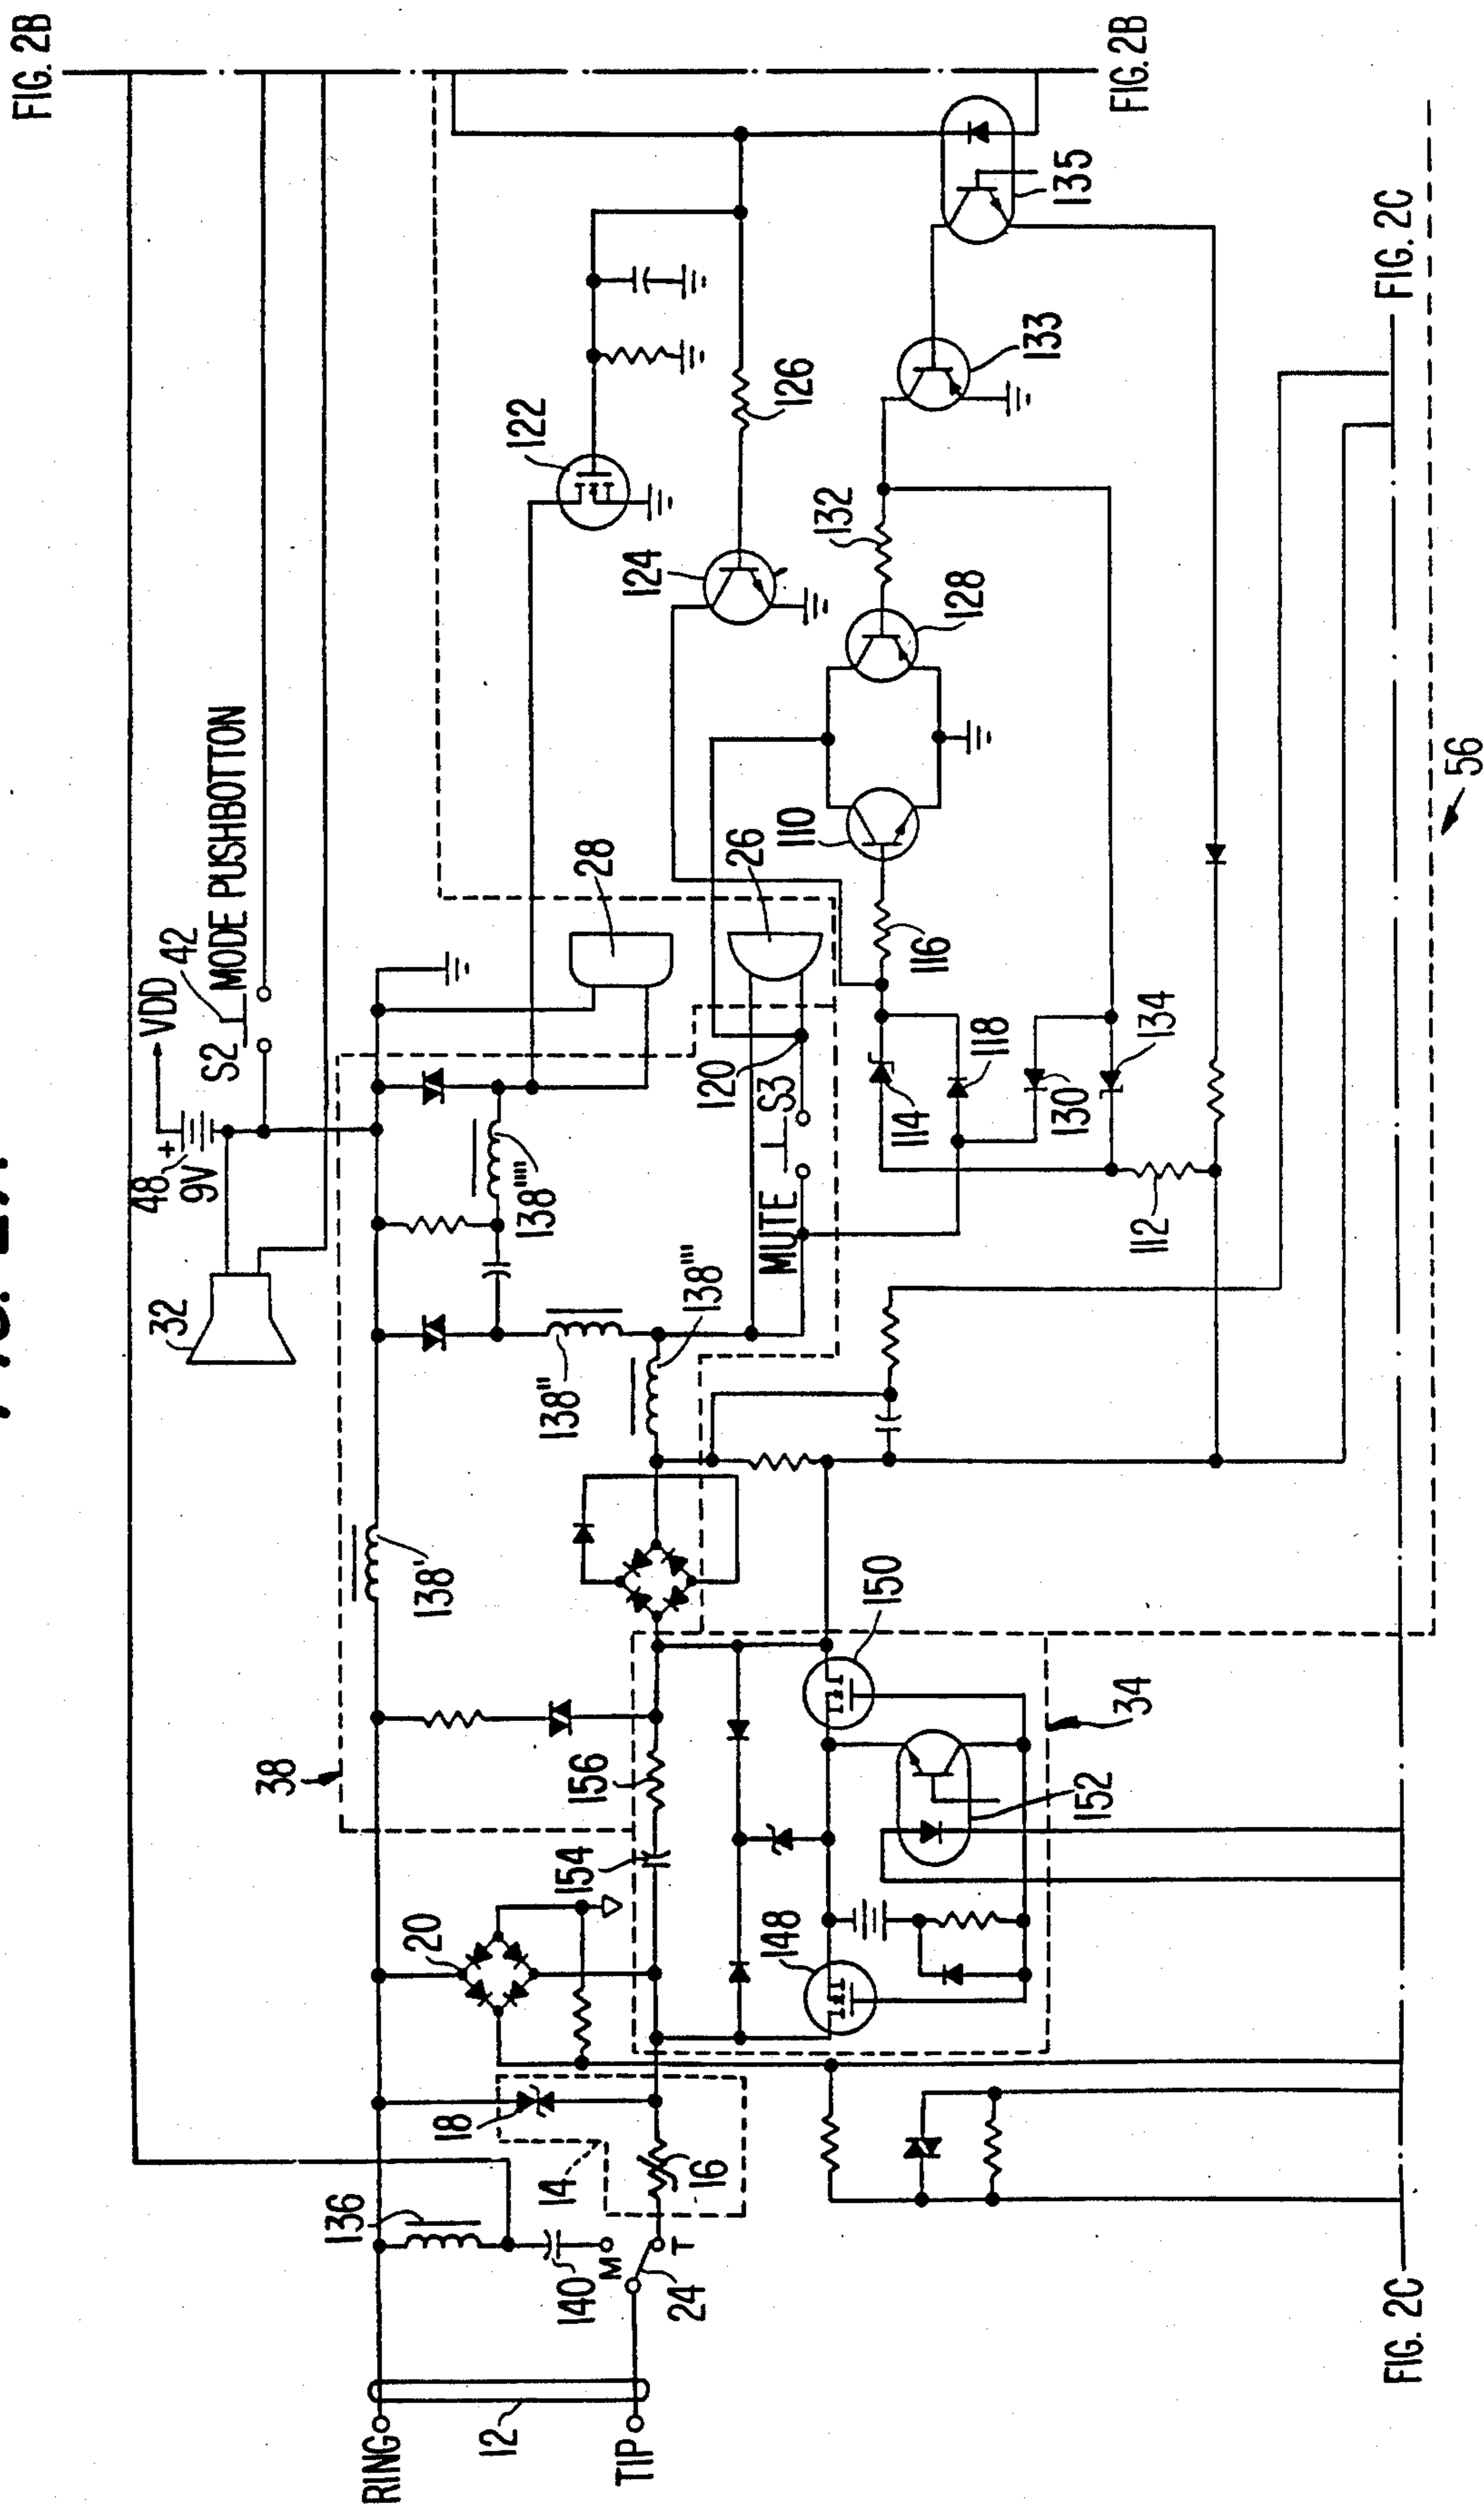 FIG. 2B
48
+
9V
VDD
42
S2
MODE PUSHBOTTON
32
38
136
138'
138"
138'''
138''''
28
26
122
124
126
FIG. 2B
RING
12
TIP
140
M
T
24
14
16
18
20
154
156
MUTE
S3
120
110
116
114
118
130
134
112
128
132
133
135
148
150
152
34
56
FIG. 2C
FIG. 2C